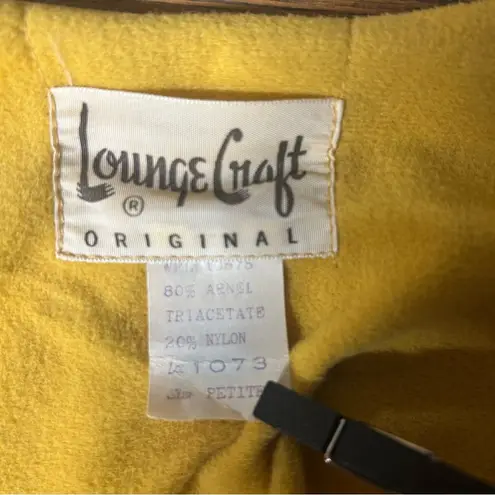 Lounge Craft
®
ORIGINAL
80% ARNEL
TRIACETATE
20% NYLON
1073
PETITE